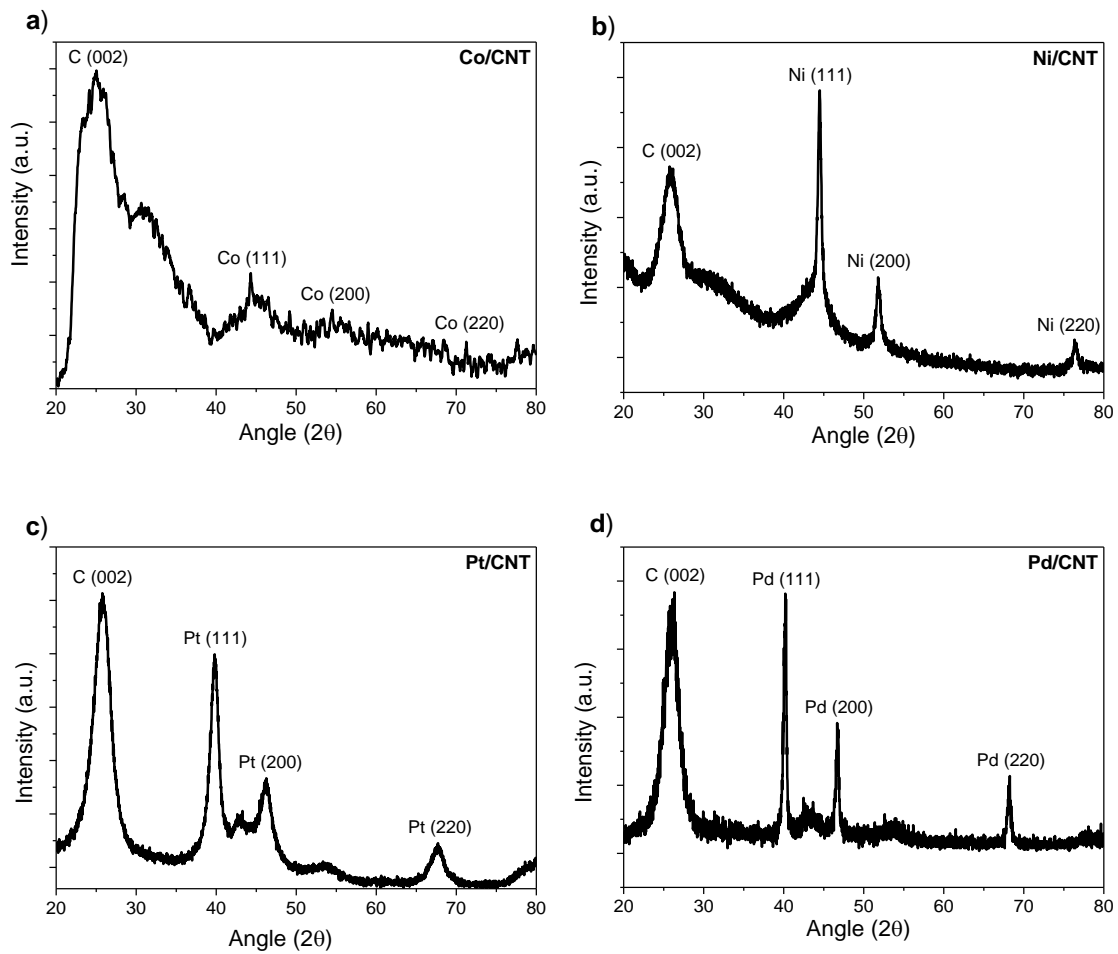 a)
Co/CNT
C (002)
Co (111)
Co (200)
Co (220)
Intensity (a.u.)
20 30 40 50 60 70 80
Angle (2θ)
b)
Ni/CNT
Ni (111)
C (002)
Ni (200)
Ni (220)
Intensity (a.u.)
20 30 40 50 60 70 80
Angle (2θ)
c)
Pt/CNT
C (002)
Pt (111)
Pt (200)
Pt (220)
Intensity (a.u.)
20 30 40 50 60 70 80
Angle (2θ)
d)
Pd/CNT
C (002)
Pd (111)
Pd (200)
Pd (220)
Intensity (a.u.)
20 30 40 50 60 70 80
Angle (2θ)